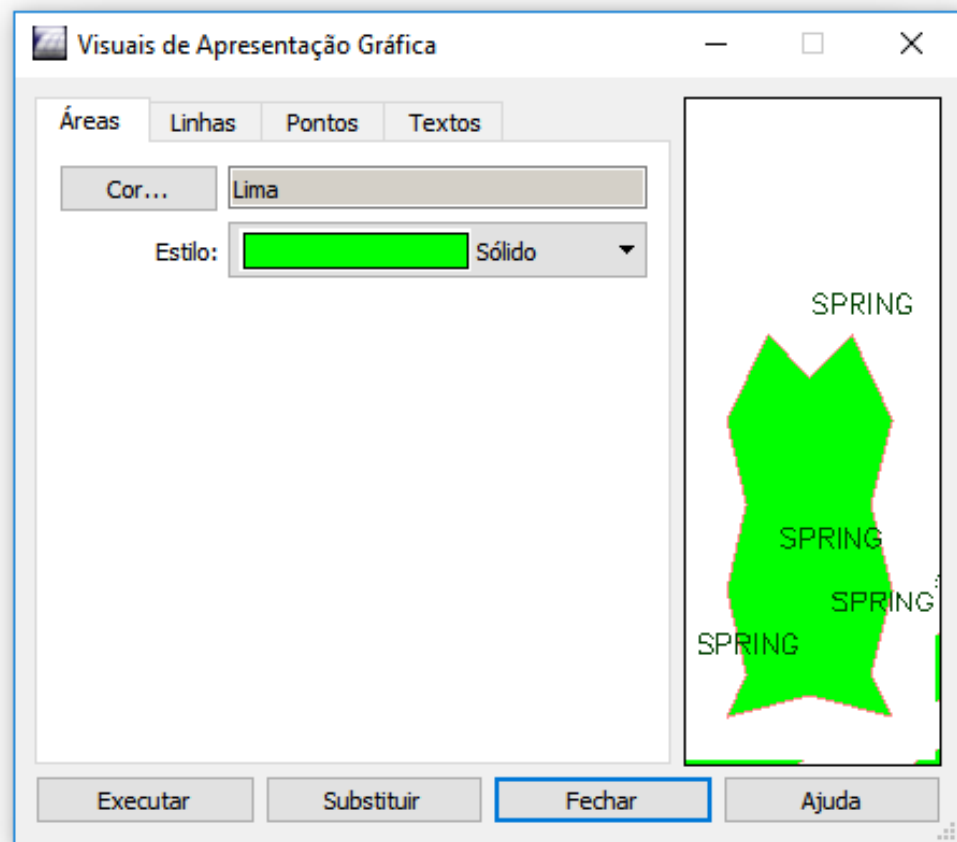 Visuais de Apresentação Gráfica
Áreas Linhas Pontos Textos
Cor... Lima
Estilo: Sólido
SPRING
SPRING
SPRING
SPRING
Executar Substituir Fechar Ajuda